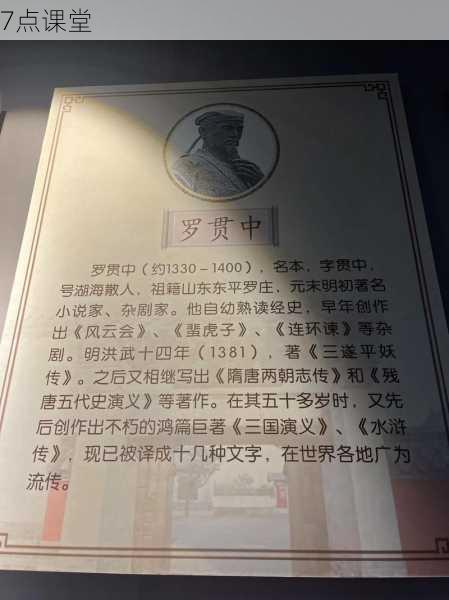 7点课堂
罗贯中
罗贯中（约1330-1400），名本，字贯中，
号湖海散人，祖籍山东东平罗庄，元末明初著名
小说家、杂剧家。他自幼熟读经史，早年创作
出《风云会》、《蜚虎子》、《连环谏》等杂
剧。明洪武十四年（1381），著《三遂平妖
传》。之后又相继写出《隋唐两朝志传》和《残
唐五代史演义》等著作。在其五十多岁时，又先
后创作出不朽的鸿篇巨著《三国演义》、《水浒
传》，现已被译成十几种文字，在世界各地广为
流传。